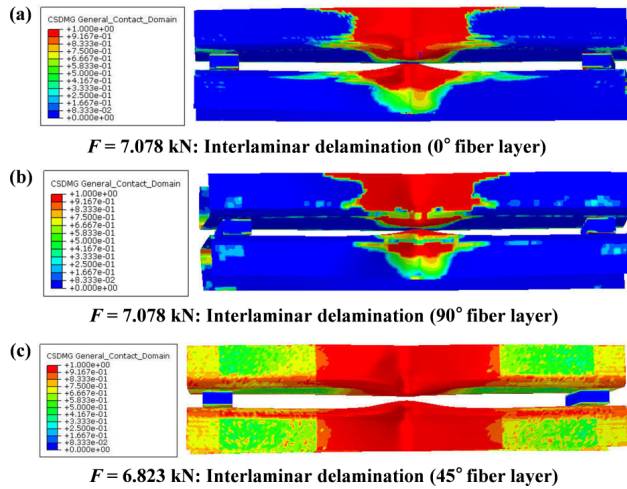 (a)
CSDMG General_Contact_Domain
+1.000e+00
+9.167e-01
+8.333e-01
+7.500e-01
+6.667e-01
+5.833e-01
+5.000e-01
+4.167e-01
+3.333e-01
+2.500e-01
+1.667e-01
+8.333e-02
+0.000e+00
F = 7.078 kN: Interlaminar delamination (0° fiber layer)
(b)
CSDMG General_Contact_Domain
+1.000e+00
+9.167e-01
+8.333e-01
+7.500e-01
+6.667e-01
+5.833e-01
+5.000e-01
+4.167e-01
+3.333e-01
+2.500e-01
+1.667e-01
+8.333e-02
+0.000e+00
F = 7.078 kN: Interlaminar delamination (90° fiber layer)
(c)
CSDMG General_Contact_Domain
+1.000e+00
+9.167e-01
+8.333e-01
+7.500e-01
+6.667e-01
+5.833e-01
+5.000e-01
+4.167e-01
+3.333e-01
+2.500e-01
+1.667e-01
+8.333e-02
+0.000e+00
F = 6.823 kN: Interlaminar delamination (45° fiber layer)